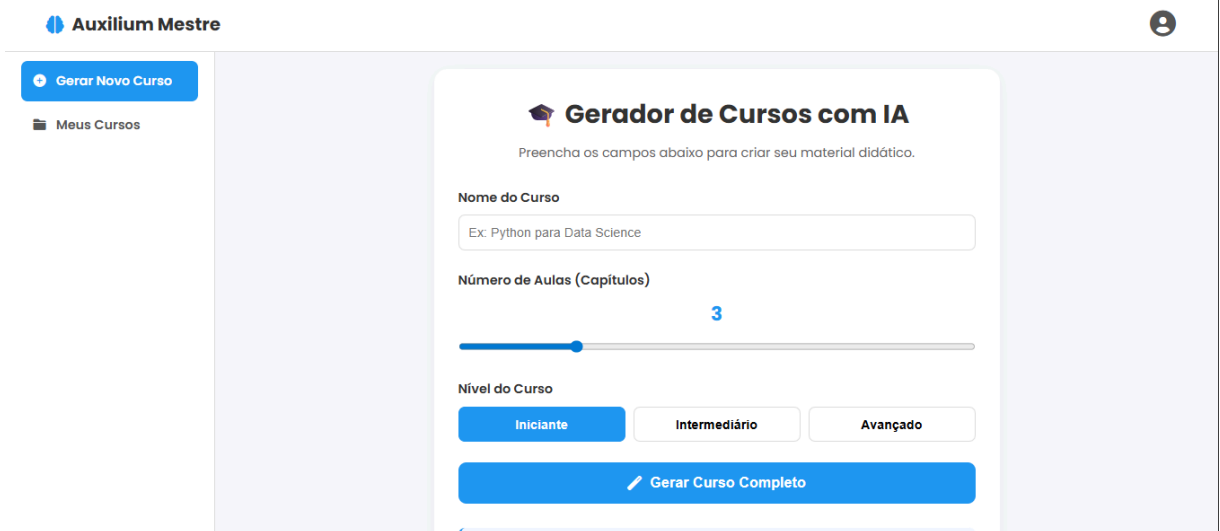 Auxilium Mestre
Gerar Novo Curso
Meus Cursos
Gerador de Cursos com IA
Preencha os campos abaixo para criar seu material didático.
Nome do Curso
Ex: Python para Data Science
Número de Aulas (Capítulos)
3
Nível do Curso
Iniciante
Intermediário
Avançado
Gerar Curso Completo